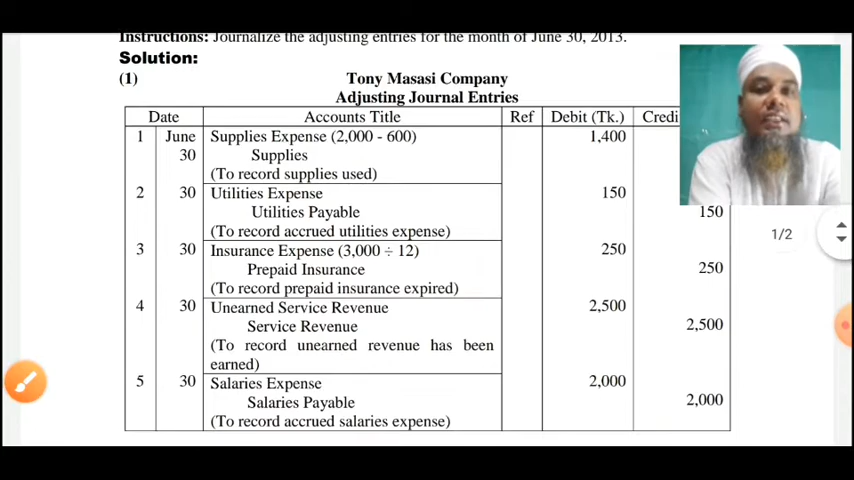 Instructions: Journalize the adjusting entries for the month of June 30, 2013.
Solution:
(1) Tony Masasi Company
Adjusting Journal Entries
Date Accounts Title Ref Debit (Tk.) Credi
1 June Supplies Expense (2,000 - 600) 1,400
30 Supplies
(To record supplies used)
2 30 Utilities Expense 150
Utilities Payable 150
(To record accrued utilities expense)
3 30 Insurance Expense (3,000 ÷ 12) 250
Prepaid Insurance 250
(To record prepaid insurance expired)
4 30 Unearned Service Revenue 2,500
Service Revenue 2,500
(To record unearned revenue has been
earned)
5 30 Salaries Expense 2,000
Salaries Payable 2,000
(To record accrued salaries expense)
1/2